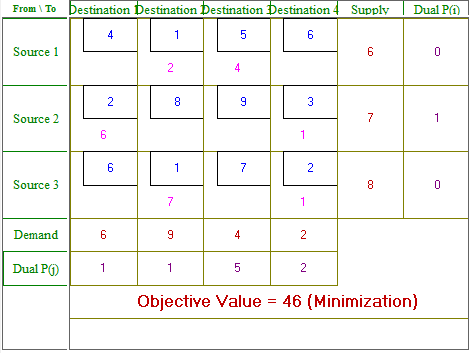 From \ To Destination 1 Destination 2 Destination 3 Destination 4 Supply Dual P(i)
4 1 5 6
Source 1 6 0
2 4
2 8 9 3
Source 2 7 1
6 1
6 1 7 2
Source 3 8 0
7 1
Demand 6 9 4 2
Dual P(j) 1 1 5 2
Objective Value = 46 (Minimization)